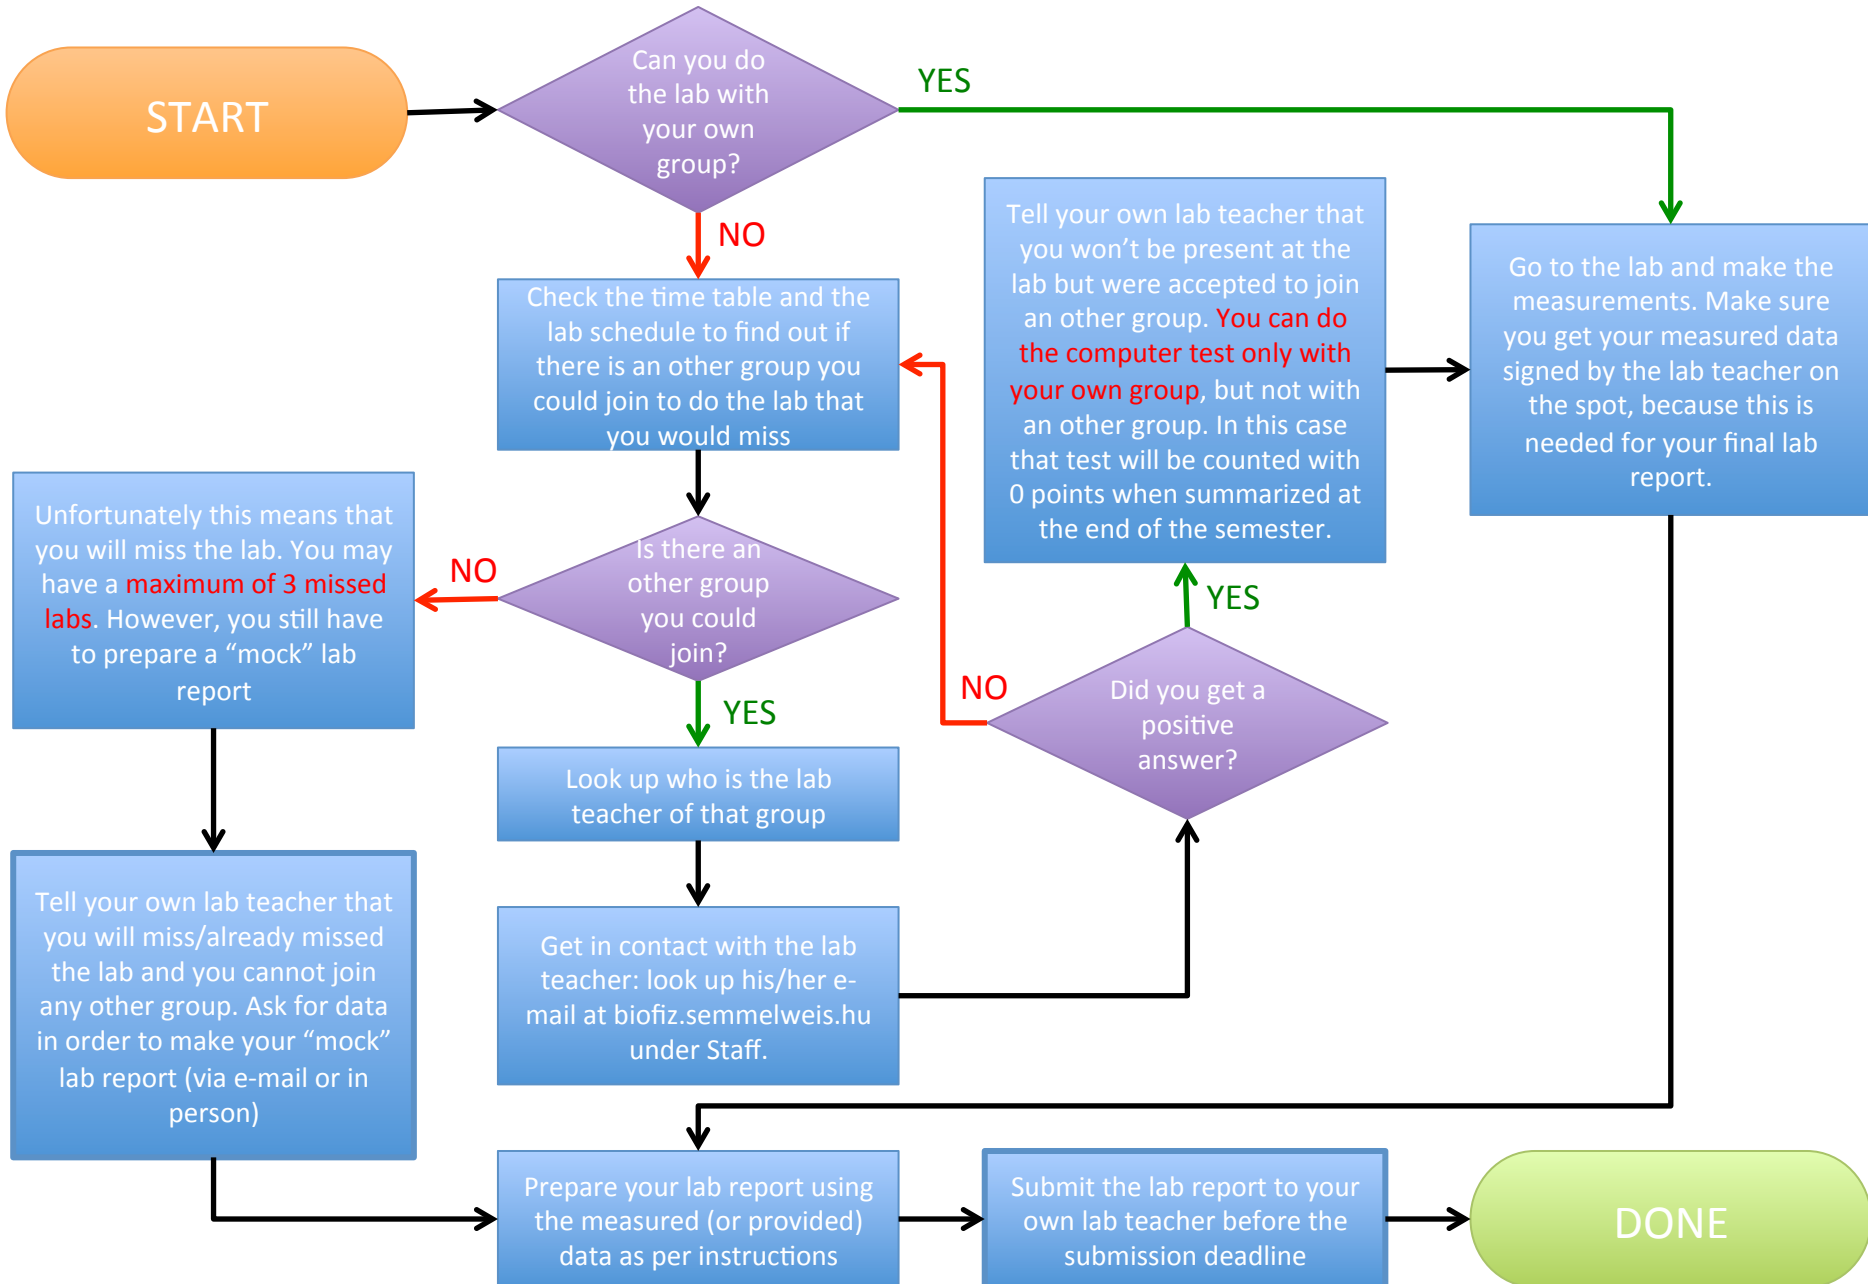 START
Can you do
the lab with
your own
group?
YES
NO
Check the time table and the
lab schedule to find out if
there is an other group you
could join to do the lab that
you would miss
Tell your own lab teacher that
you won’t be present at the
lab but were accepted to join
an other group. You can do
the computer test only with
your own group, but not with
an other group. In this case
that test will be counted with
0 points when summarized at
the end of the semester.
Go to the lab and make the
measurements. Make sure
you get your measured data
signed by the lab teacher on
the spot, because this is
needed for your final lab
report.
Unfortunately this means that
you will miss the lab. You may
have a maximum of 3 missed
labs. However, you still have
to prepare a “mock” lab
report
NO
Is there an
other group
you could
join?
YES
YES
NO
Did you get a
positive
answer?
Look up who is the lab
teacher of that group
Tell your own lab teacher that
you will miss/already missed
the lab and you cannot join
any other group. Ask for data
in order to make your “mock”
lab report (via e-mail or in
person)
Get in contact with the lab
teacher: look up his/her e-
mail at biofiz.semmelweis.hu
under Staff.
Prepare your lab report using
the measured (or provided)
data as per instructions
Submit the lab report to your
own lab teacher before the
submission deadline
DONE